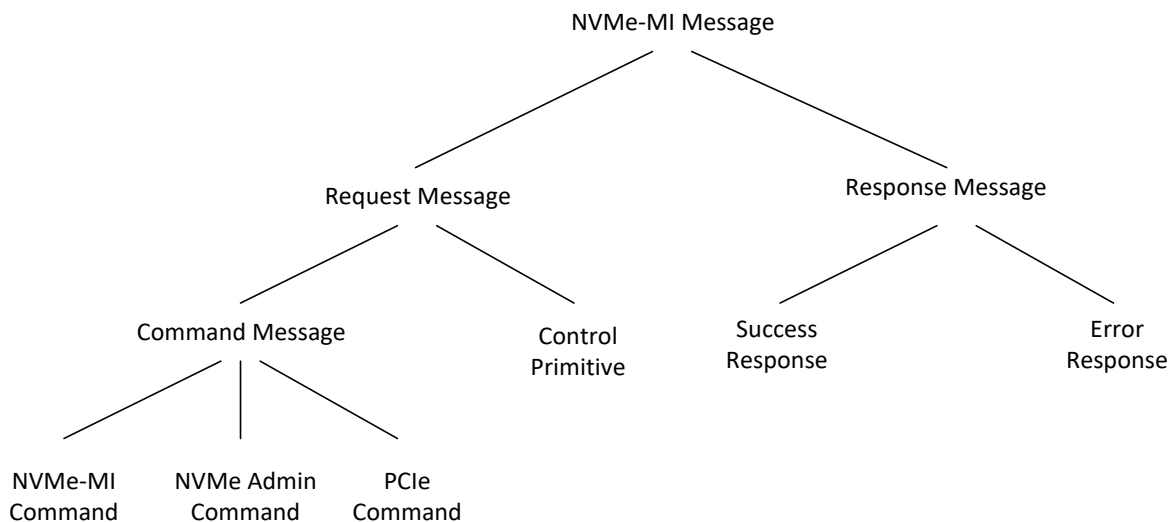 NVMe-MI Message
Request Message
Response Message
Command Message
Control
Primitive
Success
Response
Error
Response
NVMe-MI
Command
NVMe Admin
Command
PCIe
Command